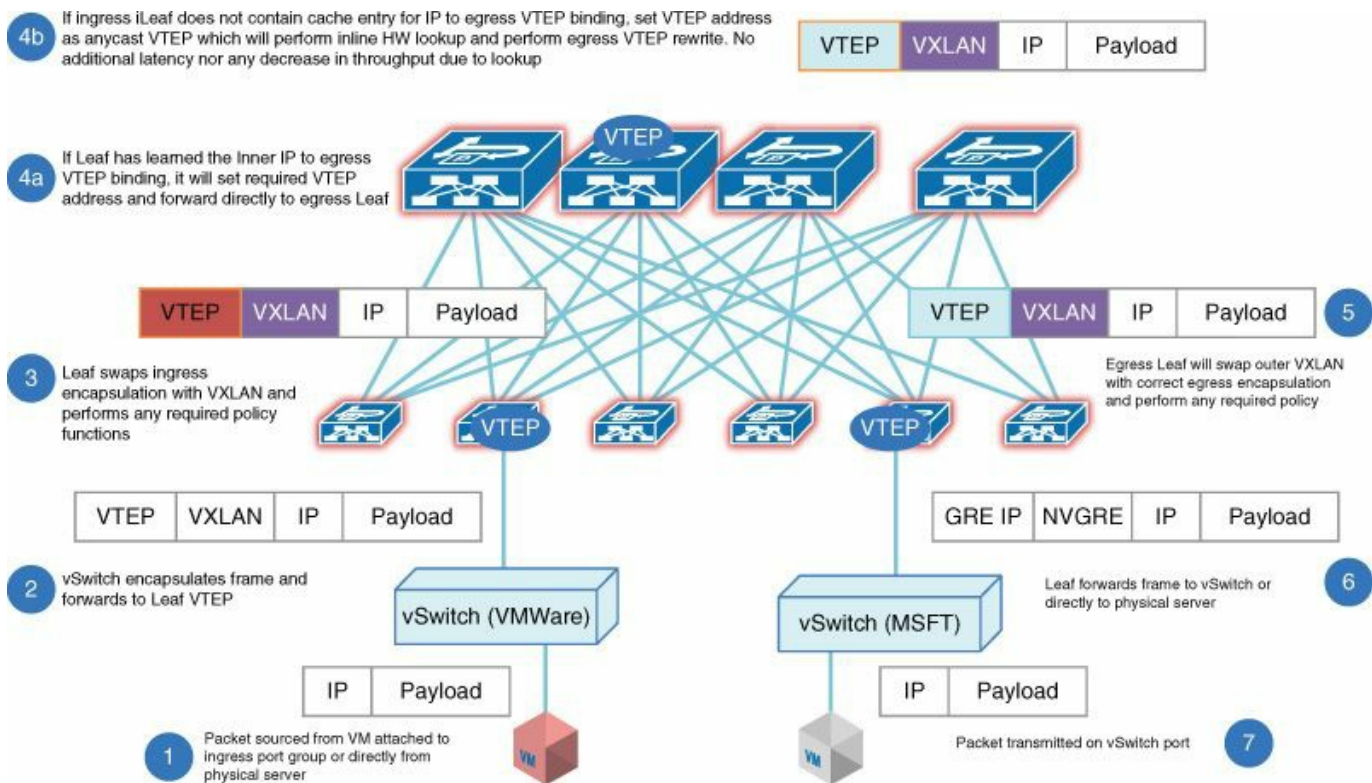 4b
If ingress iLeaf does not contain cache entry for IP to egress VTEP binding, set VTEP address
as anycast VTEP which will perform inline HW lookup and perform egress VTEP rewrite. No
additional latency nor any decrease in throughput due to lookup
VTEP VXLAN IP Payload
VTEP
4a
If Leaf has learned the Inner IP to egress
VTEP binding, it will set required VTEP
address and forward directly to egress Leaf
VTEP VXLAN IP Payload
VTEP VXLAN IP Payload
5
3
Leaf swaps ingress
encapsulation with VXLAN and
performs any required policy
functions
Egress Leaf will swap outer VXLAN
with correct egress encapsulation
and perform any required policy
VTEP
VTEP
VTEP VXLAN IP Payload
GRE IP NVGRE IP Payload
2
vSwitch encapsulates frame and
forwards to Leaf VTEP
vSwitch (VMWare)
vSwitch (MSFT)
Leaf forwards frame to vSwitch or
directly to physical server
6
IP Payload
IP Payload
1
Packet sourced from VM attached to
ingress port group or directly from
physical server
VM
VM
Packet transmitted on vSwitch port
7